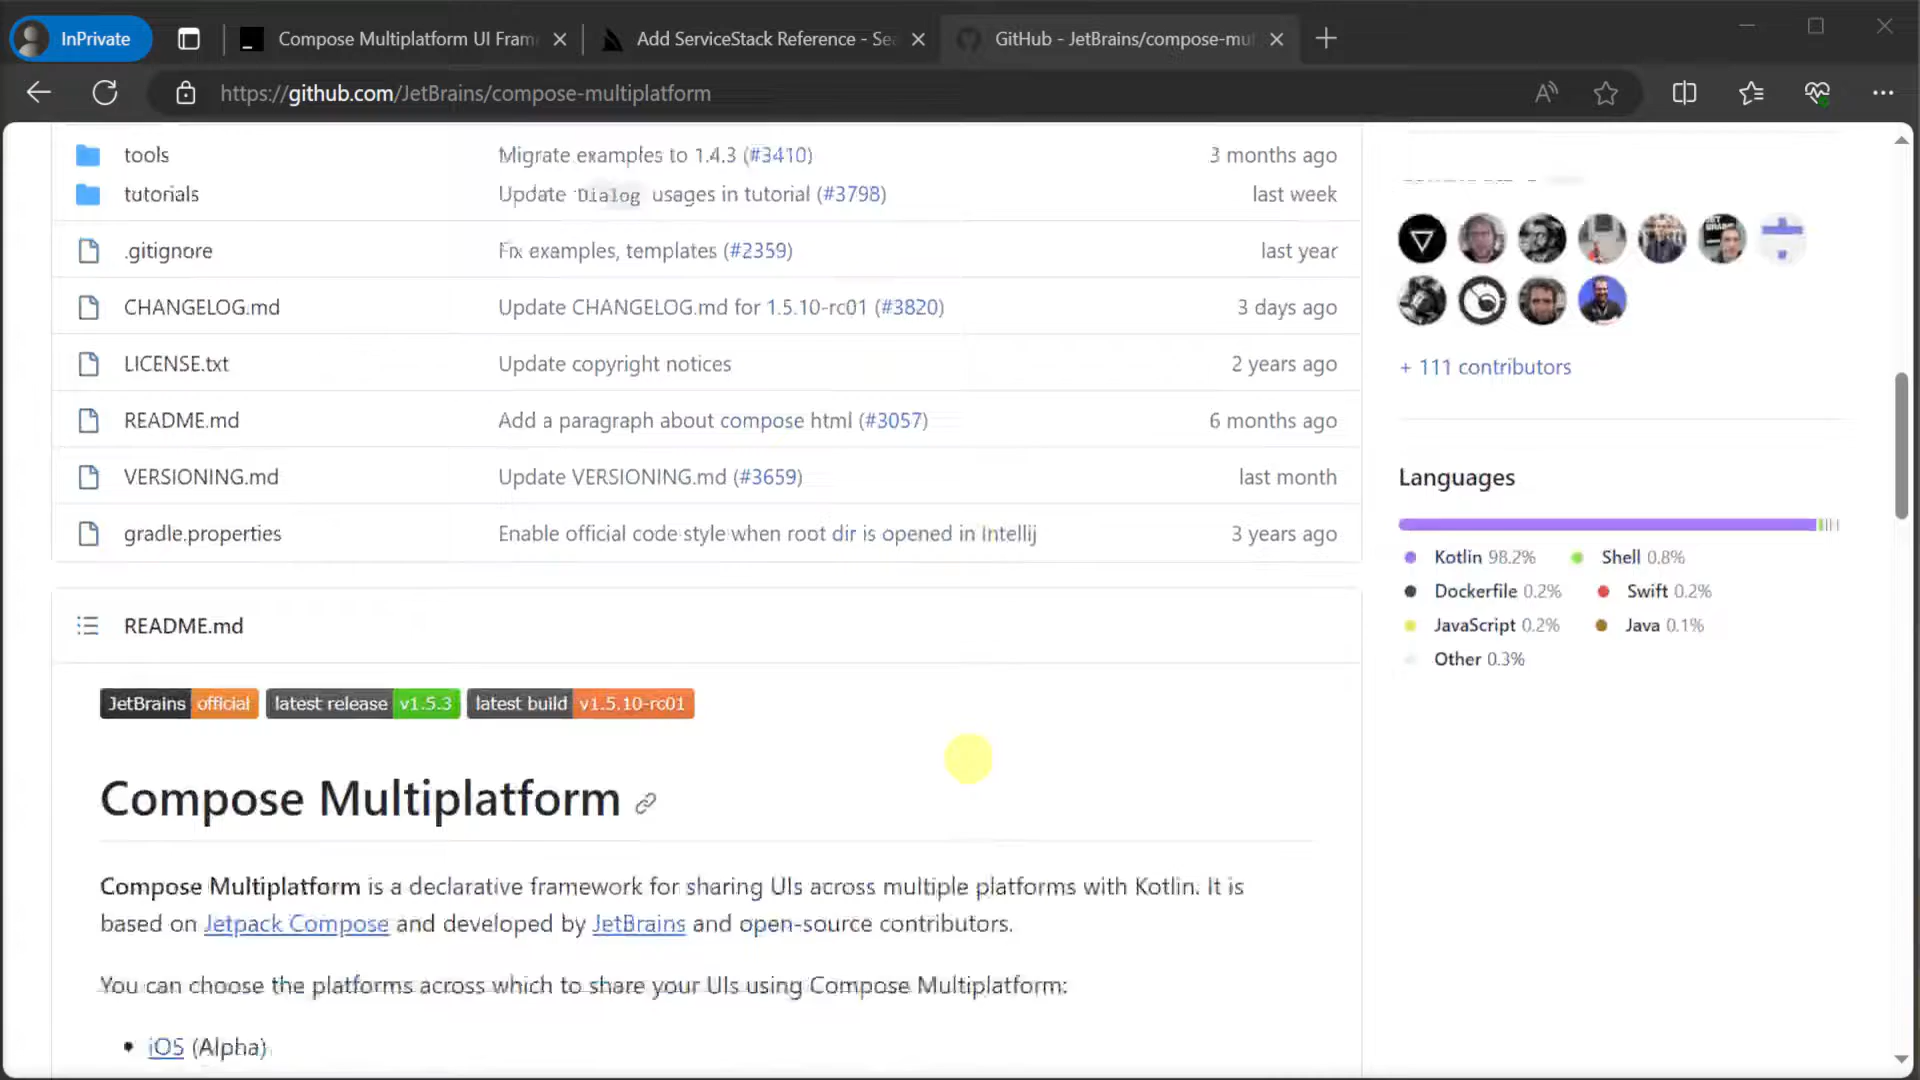 InPrivate
Compose Multiplatform UI Fram
Add ServiceStack Reference - Se
GitHub - JetBrains/compose-mul
https://github.com/JetBrains/compose-multiplatform
tools Migrate examples to 1.4.3 (#3410) 3 months ago
tutorials Update Dialog usages in tutorial (#3798) last week
.gitignore Fix examples, templates (#2359) last year
CHANGELOG.md Update CHANGELOG.md for 1.5.10-rc01 (#3820) 3 days ago
LICENSE.txt Update copyright notices 2 years ago
README.md Add a paragraph about compose html (#3057) 6 months ago
VERSIONING.md Update VERSIONING.md (#3659) last month
gradle.properties Enable official code style when root dir is opened in Intellij 3 years ago
+ 111 contributors
Languages
Kotlin 98.2% Shell 0.8%
Dockerfile 0.2% Swift 0.2%
JavaScript 0.2% Java 0.1%
Other 0.3%
README.md
JetBrains official latest release v1.5.3 latest build v1.5.10-rc01
Compose Multiplatform
Compose Multiplatform is a declarative framework for sharing UIs across multiple platforms with Kotlin. It is
based on Jetpack Compose and developed by JetBrains and open-source contributors.
You can choose the platforms across which to share your UIs using Compose Multiplatform:
• iOS (Alpha)